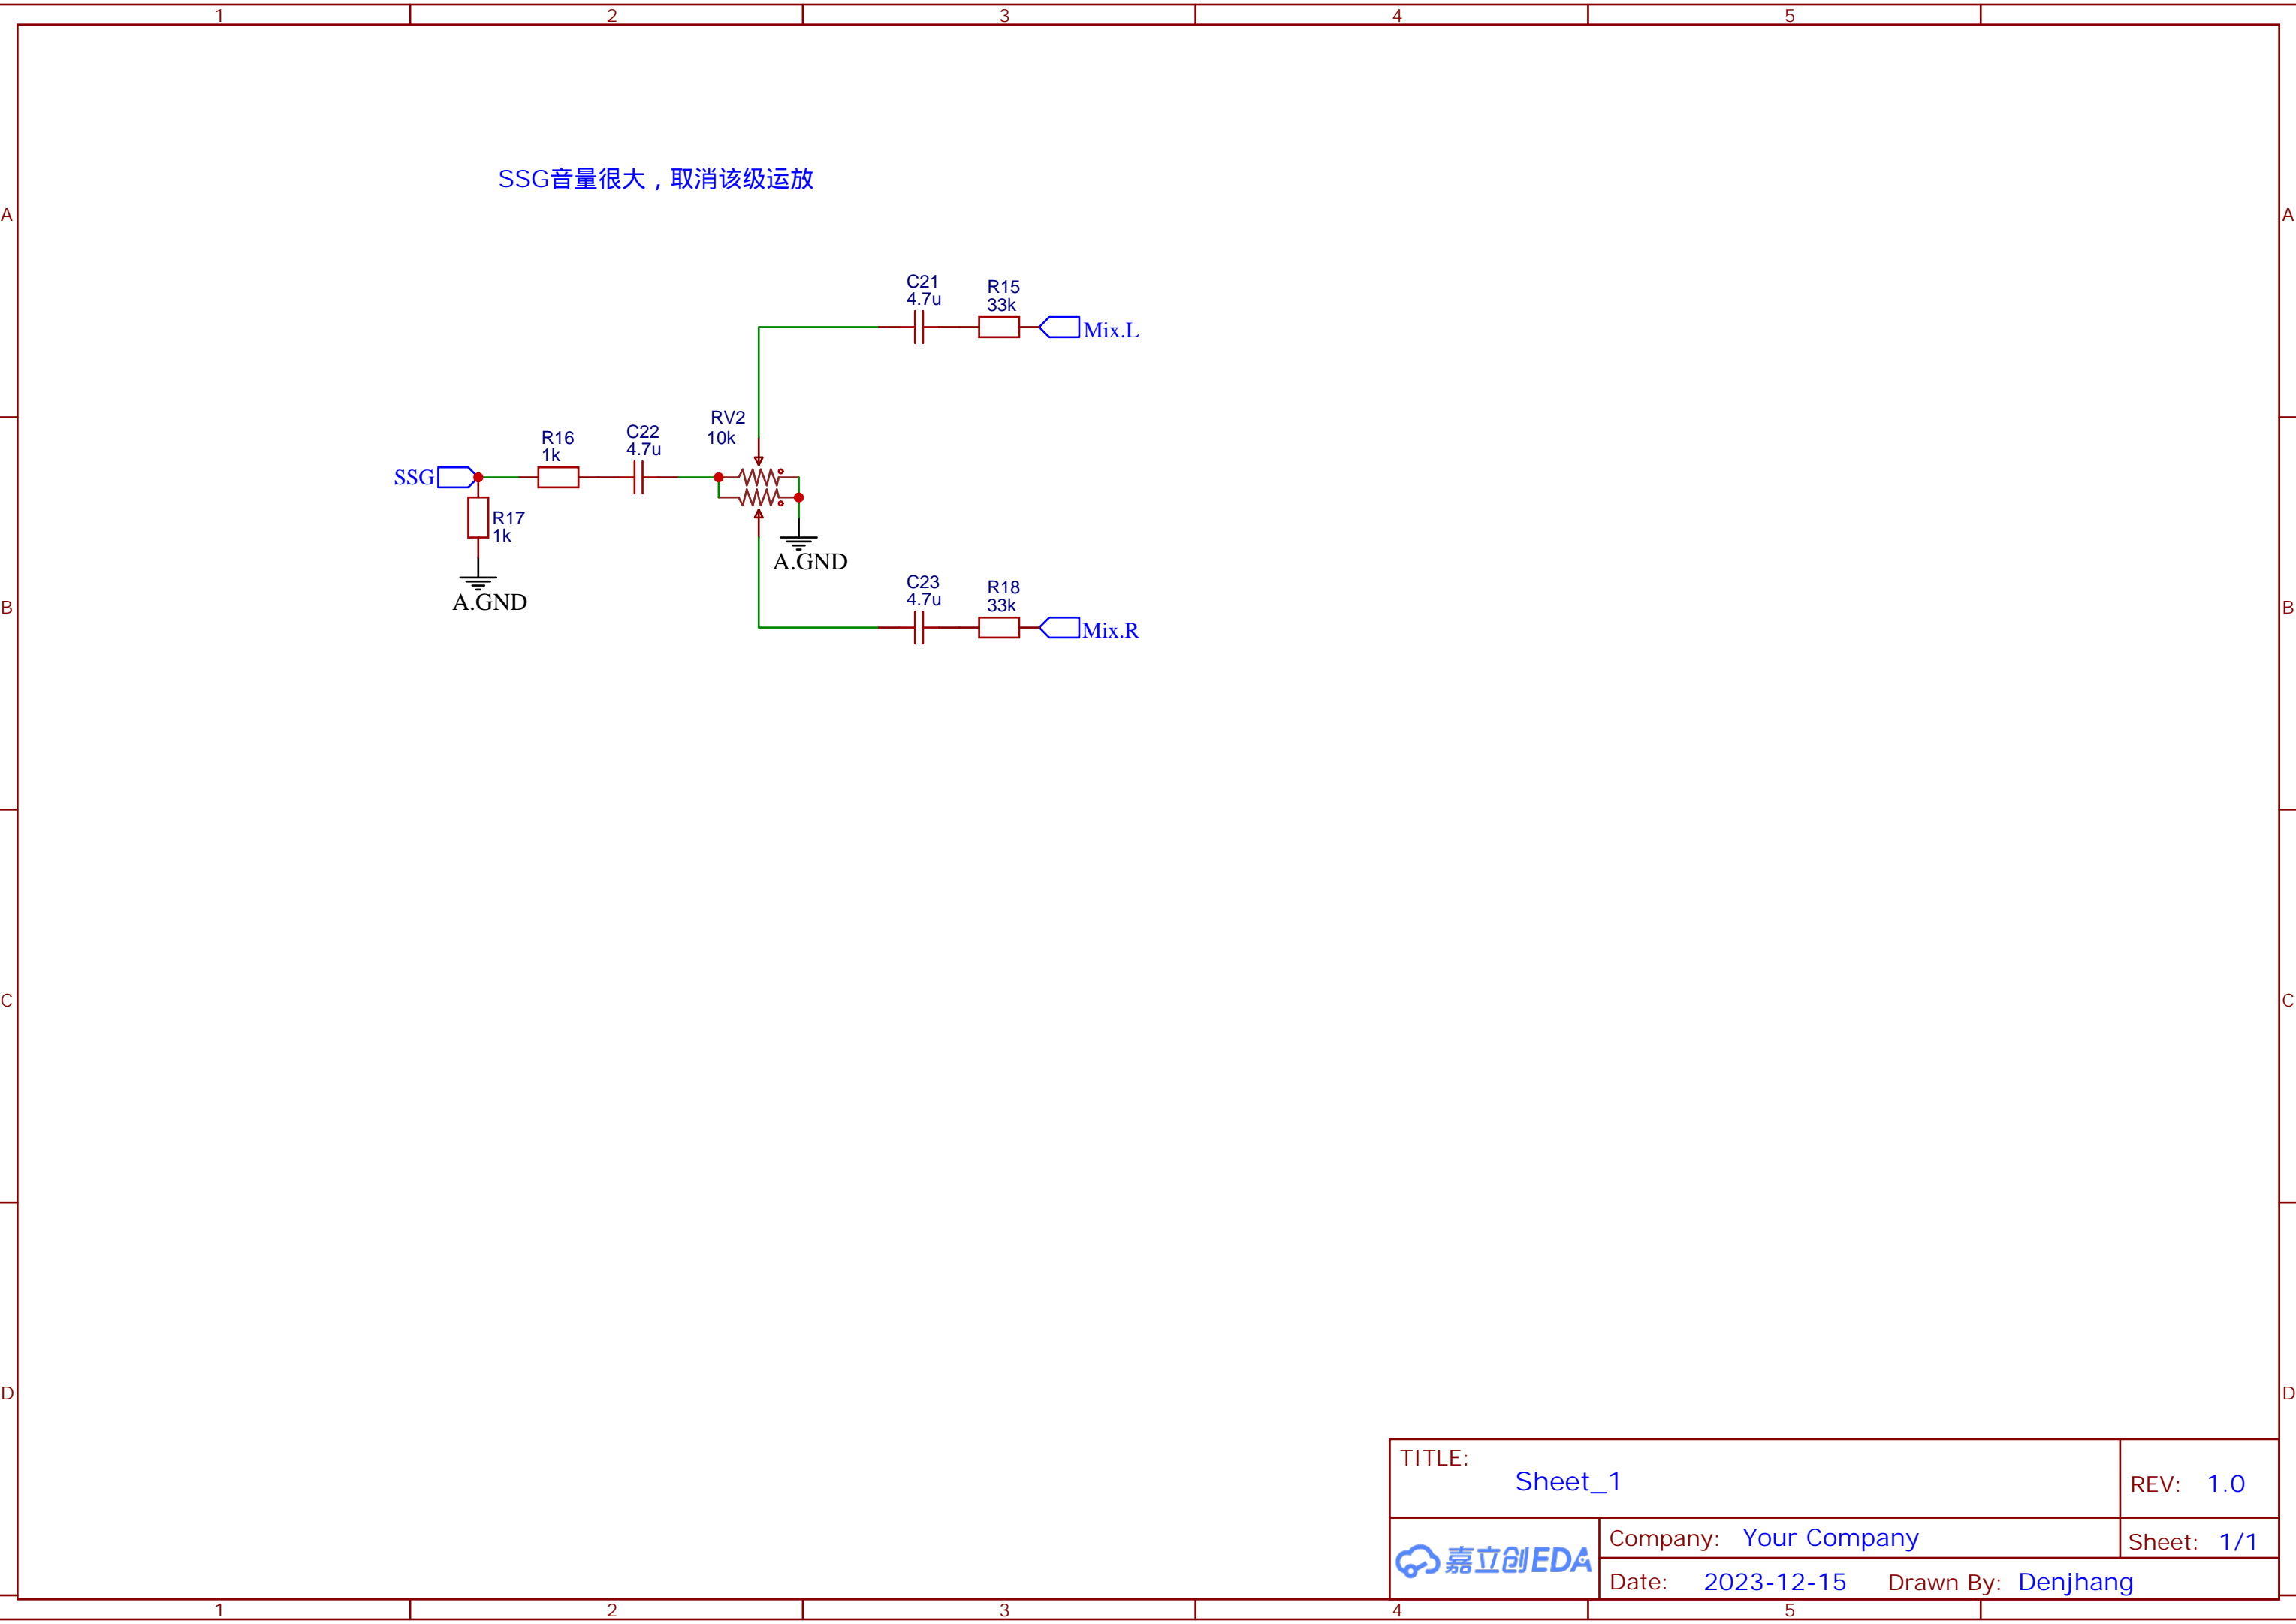 1 2 3 4 5
A A
SSG音量很大，取消该级运放
C21
4.7u
R15
33k
Mix.L
RV2
10k
R16
1k
C22
4.7u
SSG
R17
1k
A.GND
A.GND
C23
4.7u
R18
33k
Mix.R
B B
C C
D D
TITLE:
Sheet_1
REV: 1.0
嘉立创EDA
Company: Your Company
Sheet: 1/1
Date: 2023-12-15 Drawn By: Denjhang
1 2 3 4 5